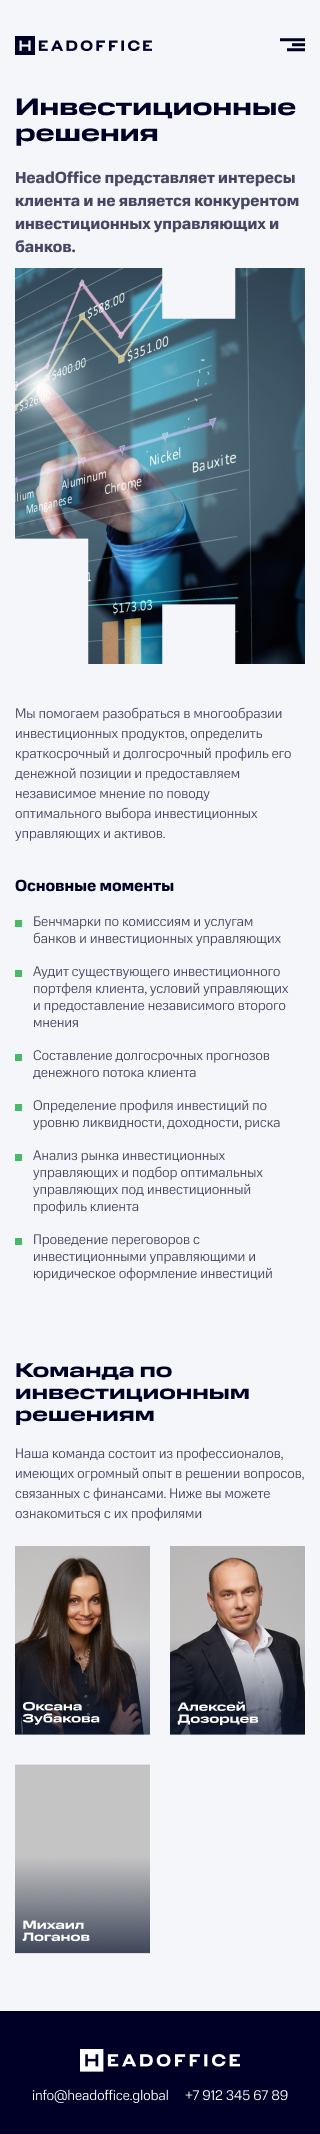 HEADOFFICE
Инвестиционные
решения
HeadOffice представляет интересы
клиента и не является конкурентом
инвестиционных управляющих и
банков.
$588.00
$351.00
$400.00
Nickel
Bauxite
Aluminum
Chrome
lium
Manganese
1
$173.03
Мы помогаем разобраться в многообразии
инвестиционных продуктов, определить
краткосрочный и долгосрочный профиль его
денежной позиции и предоставляем
независимое мнение по поводу
оптимального выбора инвестиционных
управляющих и активов.
Основные моменты
Бенчмарки по комиссиям и услугам
банков и инвестиционных управляющих
Аудит существующего инвестиционного
портфеля клиента, условий управляющих
и предоставление независимого второго
мнения
Составление долгосрочных прогнозов
денежного потока клиента
Определение профиля инвестиций по
уровню ликвидности, доходности, риска
Анализ рынка инвестиционных
управляющих и подбор оптимальных
управляющих под инвестиционный
профиль клиента
Проведение переговоров с
инвестиционными управляющими и
юридическое оформление инвестиций
Команда по
инвестиционным
решениям
Наша команда состоит из профессионалов,
имеющих огромный опыт в решении вопросов,
связанных с финансами. Ниже вы можете
ознакомиться с их профилями
Оксана
Зубакова
Алексей
Дозорцев
Михаил
Логанов
HEADOFFICE
info@headoffice.global +7 912 345 67 89